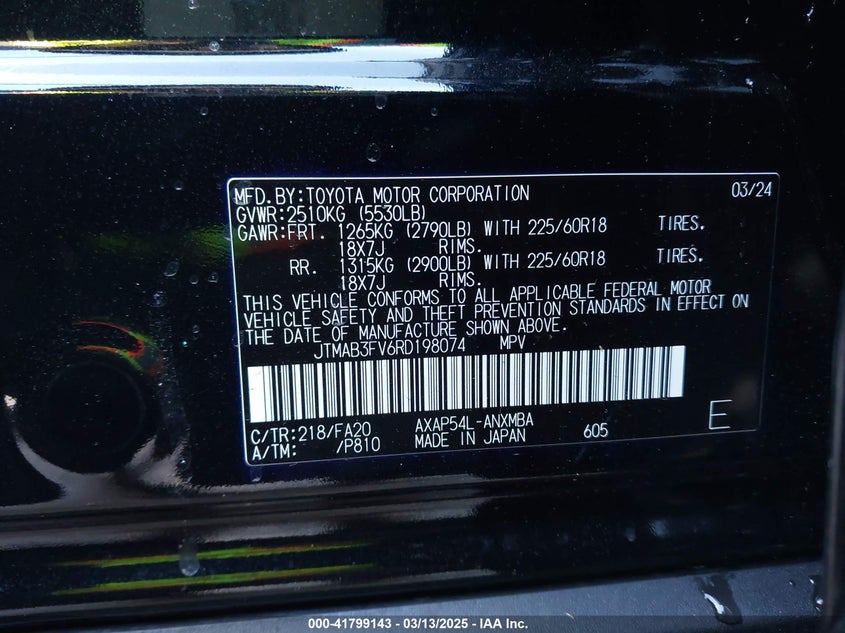 MFD.BY:TOYOTA MOTOR CORPORATION 03/24
GVWR:2510KG (5530LB)
GAWR:FRT. 1265KG (2790LB) WITH 225/60R18 TIRES.
18X7J RIMS.
RR. 1315KG (2900LB) WITH 225/60R18 TIRES.
18X7J RIMS.
THIS VEHICLE CONFORMS TO ALL APPLICABLE FEDERAL MOTOR
VEHICLE SAFETY AND THEFT PREVENTION STANDARDS IN EFFECT ON
THE DATE OF MANUFACTURE SHOWN ABOVE.
JTMAB3FV6RD198074 MPV
C/TR:218/FA20 AXAP54L-ANXMBA
A/TM: /P810 MADE IN JAPAN 605 E
000-41799143 - 03/13/2025 - IAA Inc.